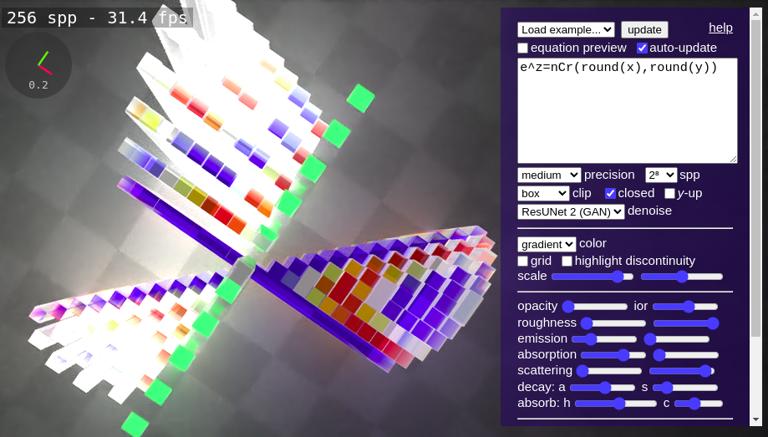 256 spp - 31.4 fps
0.2
Load example... update help
equation preview auto-update
e^z=nCr(round(x),round(y))
medium precision 2⁸ spp
box clip closed y-up
ResUNet 2 (GAN) denoise
gradient color
grid highlight discontinuity
scale
opacity ior
roughness
emission
absorption
scattering
decay: a s
absorb: h c